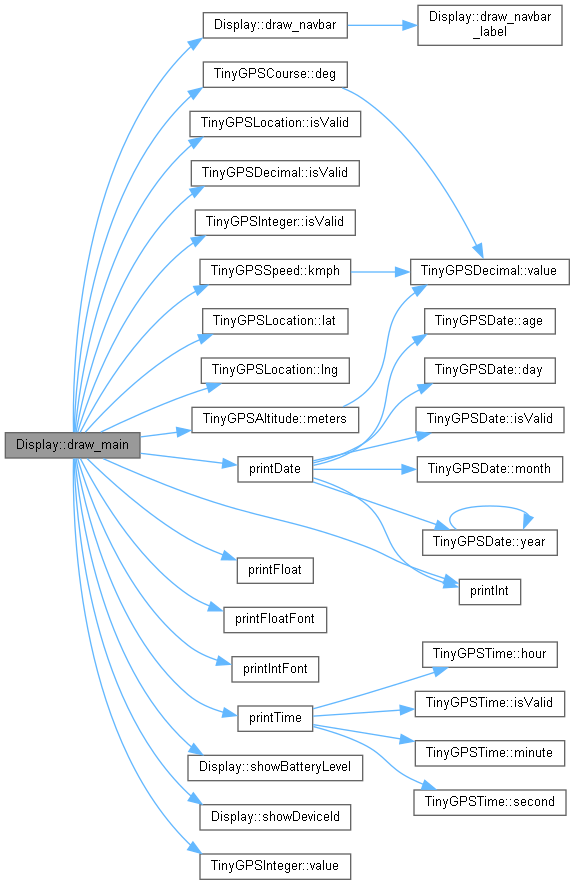 Display::draw_main
Display::draw_navbar
Display::draw_navbar
_label
TinyGPSCourse::deg
TinyGPSLocation::isValid
TinyGPSDecimal::isValid
TinyGPSInteger::isValid
TinyGPSSpeed::kmph
TinyGPSDecimal::value
TinyGPSLocation::lat
TinyGPSLocation::lng
TinyGPSAltitude::meters
printDate
TinyGPSDate::age
TinyGPSDate::day
TinyGPSDate::isValid
TinyGPSDate::month
TinyGPSDate::year
printInt
printFloat
printFloatFont
printIntFont
printTime
TinyGPSTime::hour
TinyGPSTime::isValid
TinyGPSTime::minute
TinyGPSTime::second
Display::showBatteryLevel
Display::showDeviceId
TinyGPSInteger::value